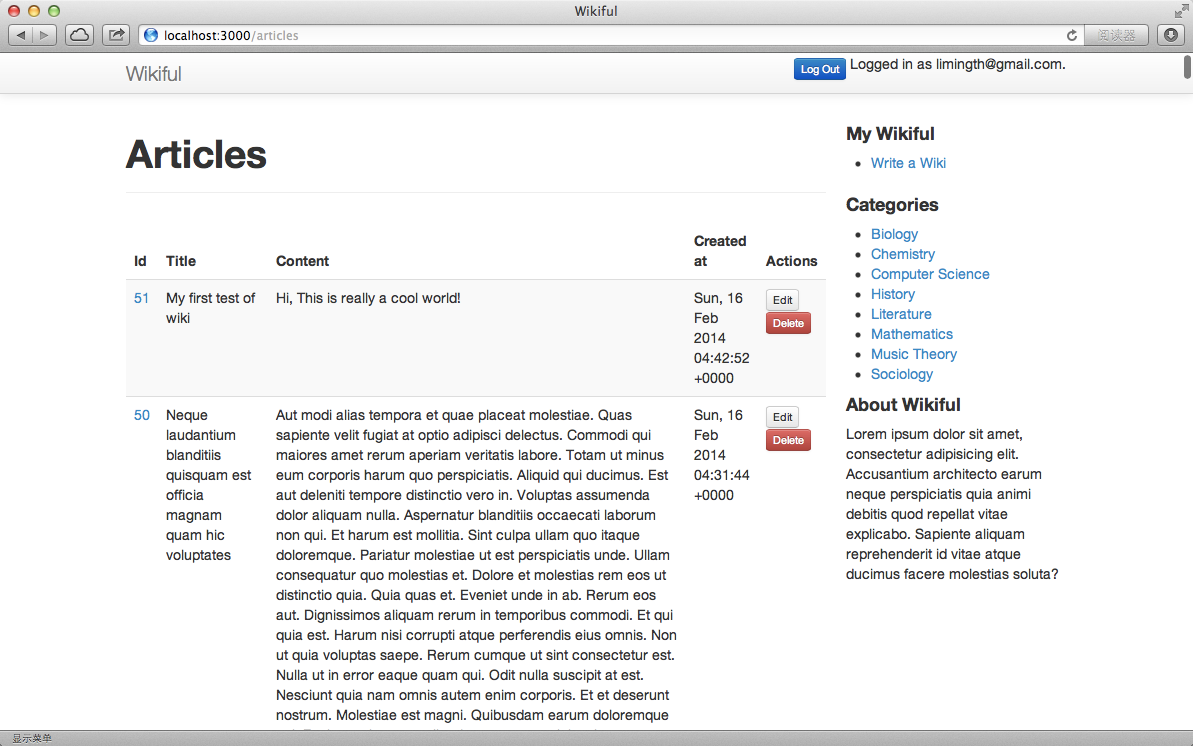 Wikiful
localhost:3000/articles
阅读器
Wikiful
Log Out
Logged in as limingth@gmail.com.
Articles
Id
Title
Content
Created
at
Actions
51
My first test of
wiki
Hi, This is really a cool world!
Sun, 16
Feb
2014
04:42:52
+0000
Edit
Delete
50
Neque
laudantium
blanditiis
quisquam est
officia
magnam
quam hic
voluptates
Aut modi alias tempora et quae placeat molestiae. Quas
sapiente velit fugiat at optio adipisci delectus. Commodi qui
maiores amet rerum aperiam veritatis labore. Totam ut minus
eum corporis harum quo perspiciatis. Aliquid qui ducimus. Est
aut deleniti tempore distinctio vero in. Voluptas assumenda
dolor aliquam nulla. Aspernatur blanditiis occaecati laborum
non qui. Et harum est mollitia. Sint culpa ullam quo itaque
doloremque. Pariatur molestiae ut est perspiciatis unde. Ullam
consequatur quo molestias et. Dolore et molestias rem eos ut
distinctio quia. Quia quas et. Eveniet unde in ab. Rerum eos
aut. Dignissimos aliquam rerum in temporibus commodi. Et qui
quia est. Harum nisi corrupti atque perferendis eius omnis. Non
ut quia voluptas saepe. Rerum cumque ut sint consectetur est.
Nulla ut in error eaque quam qui. Odit nulla suscipit at est.
Nesciunt quia nam omnis autem enim corporis. Et et deserunt
nostrum. Molestiae est magni. Quibusdam earum doloremque
Sun, 16
Feb
2014
04:31:44
+0000
Edit
Delete
My Wikiful
Write a Wiki
Categories
Biology
Chemistry
Computer Science
History
Literature
Mathematics
Music Theory
Sociology
About Wikiful
Lorem ipsum dolor sit amet,
consectetur adipisicing elit.
Accusantium architecto earum
neque perspiciatis quia animi
debitis quod repellat vitae
explicabo. Sapiente aliquam
reprehenderit id vitae atque
ducimus facere molestias soluta?
显示菜单